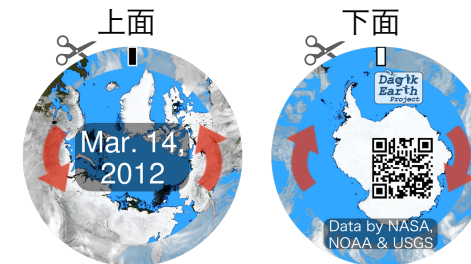 上面
下面
Mar. 14,
2012
Dagik
Earth
Project
Data by NASA,
NOAA & USGS